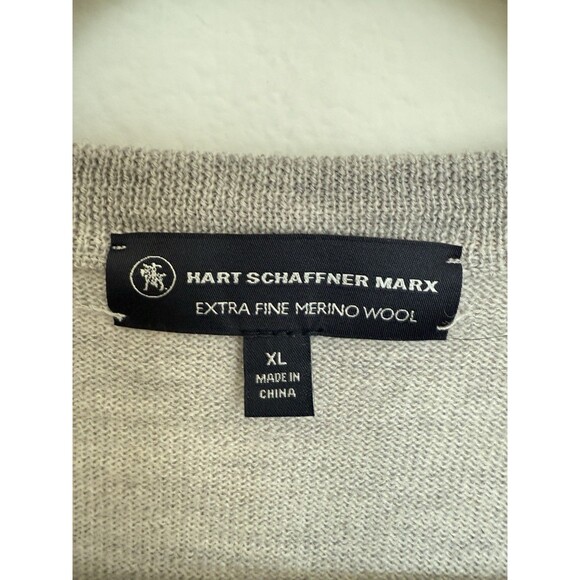 HART SCHAFFNER MARX
EXTRA FINE MERINO WOOL
XL
MADE IN
CHINA